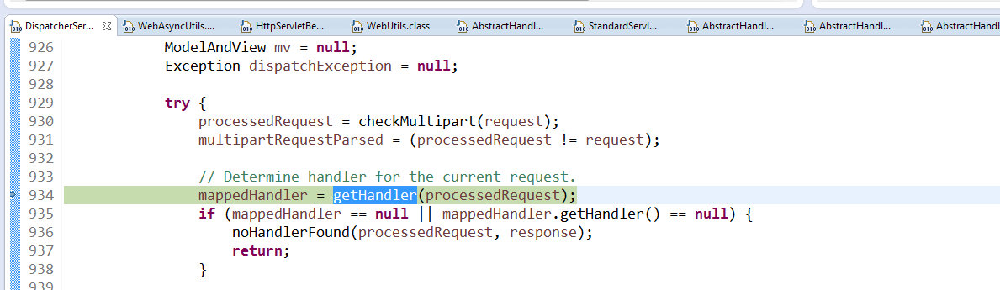 DispatcherSer... WebAsyncUtils.... HttpServletBe... WebUtils.class AbstractHandl... StandardServl... AbstractHandl... AbstractHandl... AbstractHandl
926 ModelAndView mv = null;
927 Exception dispatchException = null;
928
929 try {
930 processedRequest = checkMultipart(request);
931 multipartRequestParsed = (processedRequest != request);
932
933 // Determine handler for the current request.
934 mappedHandler = getHandler(processedRequest);
935 if (mappedHandler == null || mappedHandler.getHandler() == null) {
936 noHandlerFound(processedRequest, response);
937 return;
938 }
939